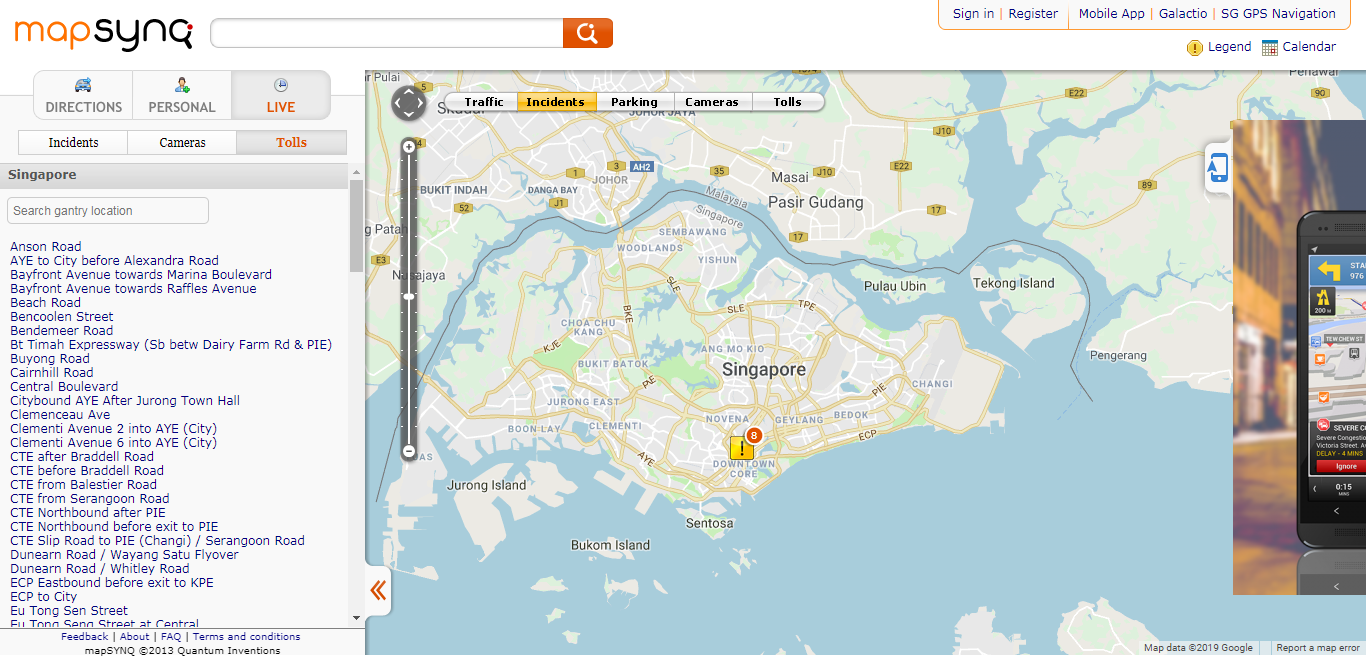 mapsynq
Sign in | Register
Mobile App | Galactio | SG GPS Navigation
Legend
Calendar
DIRECTIONS
PERSONAL
LIVE
Incidents
Cameras
Tolls
Singapore
Search gantry location
Anson Road
AYE to City before Alexandra Road
Bayfront Avenue towards Marina Boulevard
Bayfront Avenue towards Raffles Avenue
Beach Road
Bencoolen Street
Bendemeer Road
Bt Timah Expressway (Sb betw Dairy Farm Rd & PIE)
Buyong Road
Cairnhill Road
Central Boulevard
Citybound AYE After Jurong Town Hall
Clemenceau Ave
Clementi Avenue 2 into AYE (City)
Clementi Avenue 6 into AYE (City)
CTE after Braddell Road
CTE before Braddell Road
CTE from Balestier Road
CTE from Serangoon Road
CTE Northbound after PIE
CTE Northbound before exit to PIE
CTE Slip Road to PIE (Changi) / Serangoon Road
Dunearn Road / Wayang Satu Flyover
Dunearn Road / Whitley Road
ECP Eastbound before exit to KPE
ECP to City
Eu Tong Sen Street
Eu Tong Seng Street at Central
Feedback | About | FAQ | Terms and conditions
mapSYNQ ©2013 Quantum Inventions
Traffic
Incidents
Parking
Cameras
Tolls
r Pulai
5
E22
90
Skudai
JOHOR JAYA
J10
3
AH2
1
JOHOR
35
Masai
J10
E22
BUKIT INDAH
DANGA BAY
89
52
J1
Malaysia
Singapore
Pasir Gudang
17
g Patah
SEMBAWANG
17
WOODLANDS
E3
YISHUN
Nusajaya
SLE
Pulau Ubin
Tekong Island
BKE
SLE
TPE
CHOA CHU
KANG
KJE
ANG MO KIO
Pengerang
BUKIT BATOK
Singapore
PIE
PIE
CHANGI
JURONG EAST
NOVENA
GEYLANG
BEDOK
BOON LAY
CLEMENTI
8
ECP
AYE
DOWNTOWN
CORE
Jurong Island
Sentosa
Bukom Island
STA
976
200 M
TEW CHEW ST
SEVERE CO
Severe Congestio
Victoria Street. A
DELAY - 4 MINS
Ignore
0:15
MINS
Map data ©2019 Google
Report a map error